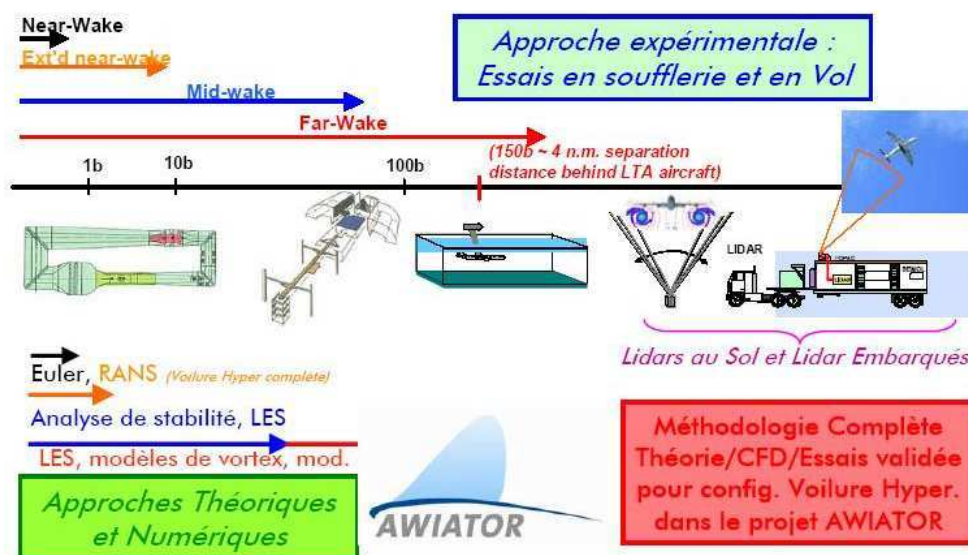 Near-Wake
Ext'd near-wake
Mid-wake
Far-Wake
Approche expérimentale :
Essais en soufflerie et en Vol
1b
10b
100b
(150b ~ 4 n.m. separation
distance behind LTA aircraft)
LIDAR
Lidars au Sol et Lidar Embarqués
Euler, RANS (Voilure Hyper complète)
Analyse de stabilité, LES
LES, modèles de vortex, mod.
Approches Théoriques
et Numériques
AWIATOR
Méthodologie Complète
Théorie/CFD/Essais validée
pour config. Voilure Hyper.
dans le projet AWIATOR